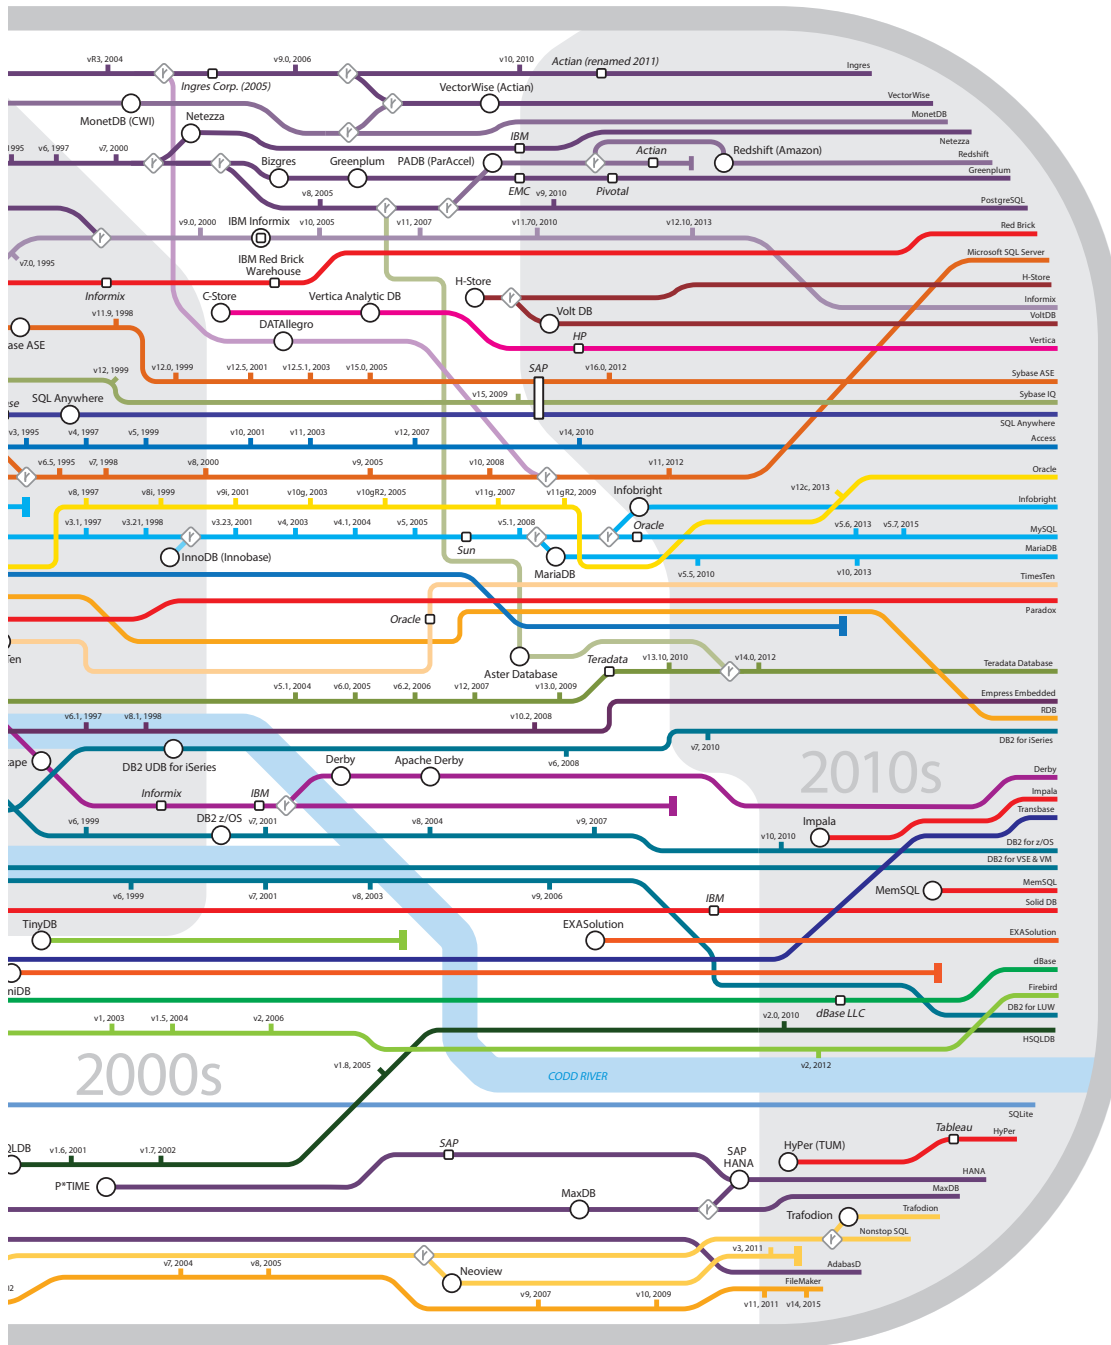 vR3, 2004
v9.0, 2006
v10, 2010
Actian (renamed 2011)
Ingres
Ingres Corp. (2005)
VectorWise (Actian)
VectorWise
MonetDB (CWI)
Netezza
MonetDB
IBM
Netezza
1995
v6, 1997
v7, 2000
Bizgres
Greenplum
PADB (ParAccel)
Actian
Redshift (Amazon)
Redshift
Greenplum
EMC
Pivotal
v8, 2005
v9, 2010
PostgreSQL
v9.0, 2000
IBM Informix
v10, 2005
v11, 2007
v11.70, 2010
v12.10, 2013
Red Brick
v7.0, 1995
IBM Red Brick
Warehouse
Microsoft SQL Server
Informix
C-Store
Vertica Analytic DB
H-Store
H-Store
Informix
v11.9, 1998
Volt DB
VoltDB
ase ASE
DATAllegro
HP
Vertica
v12, 1999
v12.0, 1999
v12.5, 2001
v12.5.1, 2003
v15.0, 2005
SAP
v16.0, 2012
Sybase ASE
se
SQL Anywhere
v15, 2009
Sybase IQ
SQL Anywhere
v3, 1995
v4, 1997
v5, 1999
v10, 2001
v11, 2003
v12, 2007
v14, 2010
Access
v6.5, 1995
v7, 1998
v8, 2000
v9, 2005
v10, 2008
v11, 2012
Oracle
v8, 1997
v8i, 1999
v9i, 2001
v10g, 2003
v10gR2, 2005
v11g, 2007
v11gR2, 2009
Infobright
v12c, 2013
Infobright
v3.1, 1997
v3.21, 1998
v3.23, 2001
v4, 2003
v4.1, 2004
v5, 2005
v5.1, 2008
Oracle
v5.6, 2013
v5.7, 2015
MySQL
InnoDB (Innobase)
Sun
MariaDB
MariaDB
v5.5, 2010
v10, 2013
TimesTen
Paradox
Oracle
Ten
Aster Database
Teradata
v13.10, 2010
v14.0, 2012
Teradata Database
v5.1, 2004
v6.0, 2005
v6.2, 2006
v12, 2007
v13.0, 2009
Empress Embedded
RDB
v6.1, 1997
v8.1, 1998
v10.2, 2008
DB2 for iSeries
v7, 2010
tape
DB2 UDB for iSeries
Derby
Apache Derby
v6, 2008
2010s
Derby
Informix
IBM
Impala
Impala
Transbase
v6, 1999
DB2 z/OS
v7, 2001
v8, 2004
v9, 2007
v10, 2010
DB2 for z/OS
DB2 for VSE & VM
v6, 1999
v7, 2001
v8, 2003
v9, 2006
IBM
MemSQL
MemSQL
Solid DB
TinyDB
EXASolution
EXASolution
niDB
dBase
dBase LLC
Firebird
DB2 for LUW
v1, 2003
v1.5, 2004
v2, 2006
v2.0, 2010
HSQLDB
2000s
v1.8, 2005
CODD RIVER
v2, 2012
SQLite
QLDB
v1.6, 2001
v1.7, 2002
SAP
SAP
HANA
HyPer (TUM)
Tableau
HyPer
P*TIME
HANA
MaxDB
MaxDB
Trafodion
Trafodion
Nonstop SQL
v3, 2011
AdabasD
v7, 2004
v8, 2005
Neoview
FileMaker
v9, 2007
v10, 2009
v11, 2011
v14, 2015